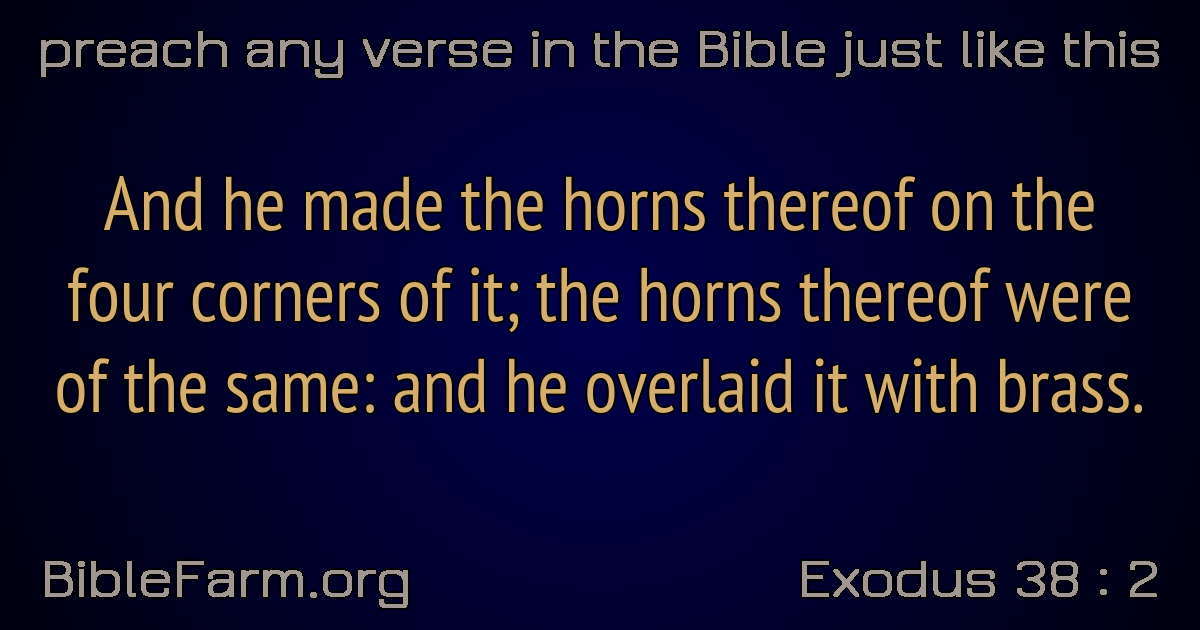 preach any verse in the Bible just like this
And he made the horns thereof on the
four corners of it; the horns thereof were
of the same: and he overlaid it with brass.
BibleFarm.org
Exodus 38 : 2